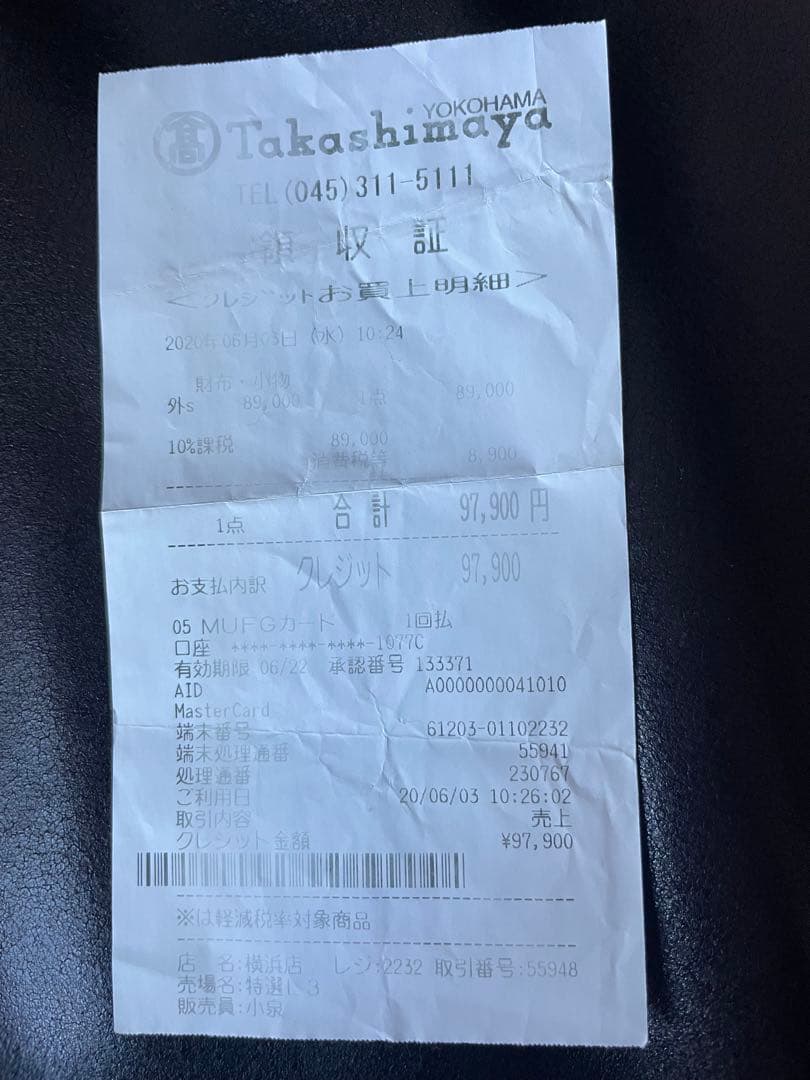 高 Takashimaya YOKOHAMA
TEL(045)311-5111
領 収 証
<クレジットお買上明細>
2020年06月03日(水) 10:24
財布・小物
外s 89,000 1点 89,000
10%課税 89,000
消費税等 8,900
1点 合 計 97,900 円
お支払内訳 クレジット 97,900
05 MUFGカード 1回払
口座 ****-****-****-1077C
有効期限 06/22 承認番号 133371
AID A0000000041010
MasterCard
端末番号 61203-01102232
端末処理通番 55941
処理通番 230767
ご利用日 20/06/03 10:26:02
取引内容 売上
クレジット金額 ¥97,900
※は軽減税率対象商品
店 名:横浜店 レジ:2232 取引番号:55948
売場名:特選 3
販売員:小泉